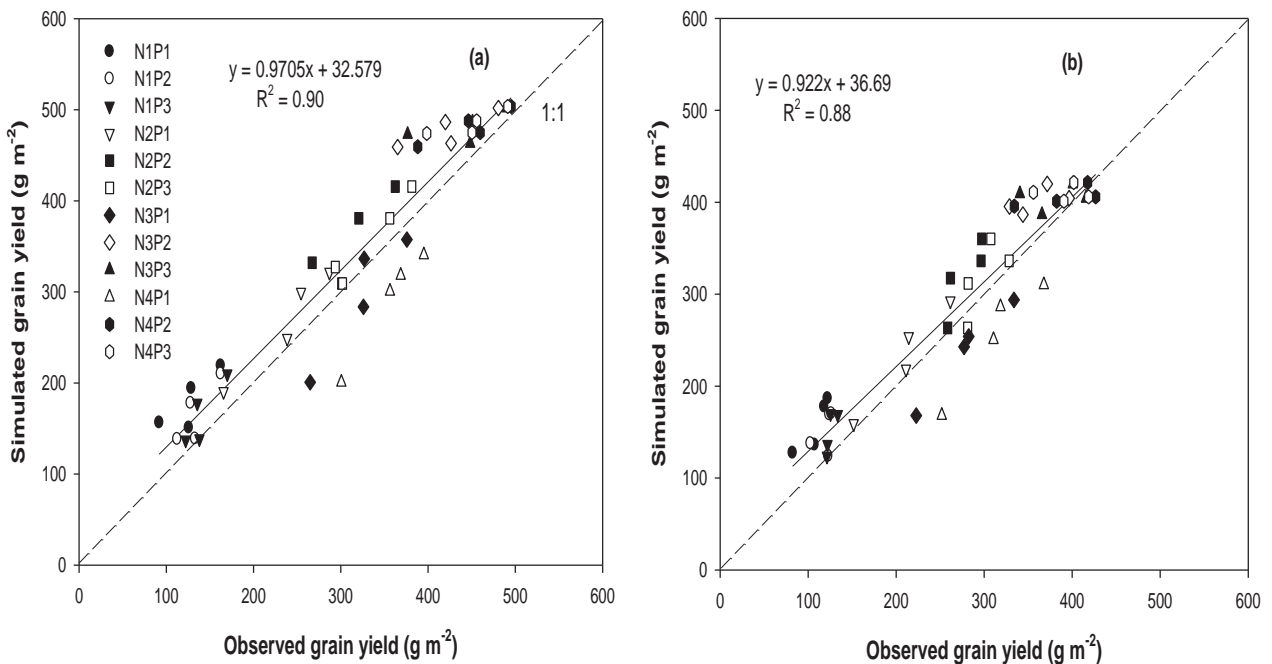 600
500
400
300
200
100
0
0 100 200 300 400 500 600
Simulated grain yield (g m-2)
Observed grain yield (g m-2)
N1P1
N1P2
N1P3
N2P1
N2P2
N2P3
N3P1
N3P2
N3P3
N4P1
N4P2
N4P3
y = 0.9705x + 32.579
R2 = 0.90
(a)
1:1
600
500
400
300
200
100
0
0 100 200 300 400 500 600
Simulated grain yield (g m-2)
Observed grain yield (g m-2)
y = 0.922x + 36.69
R2 = 0.88
(b)